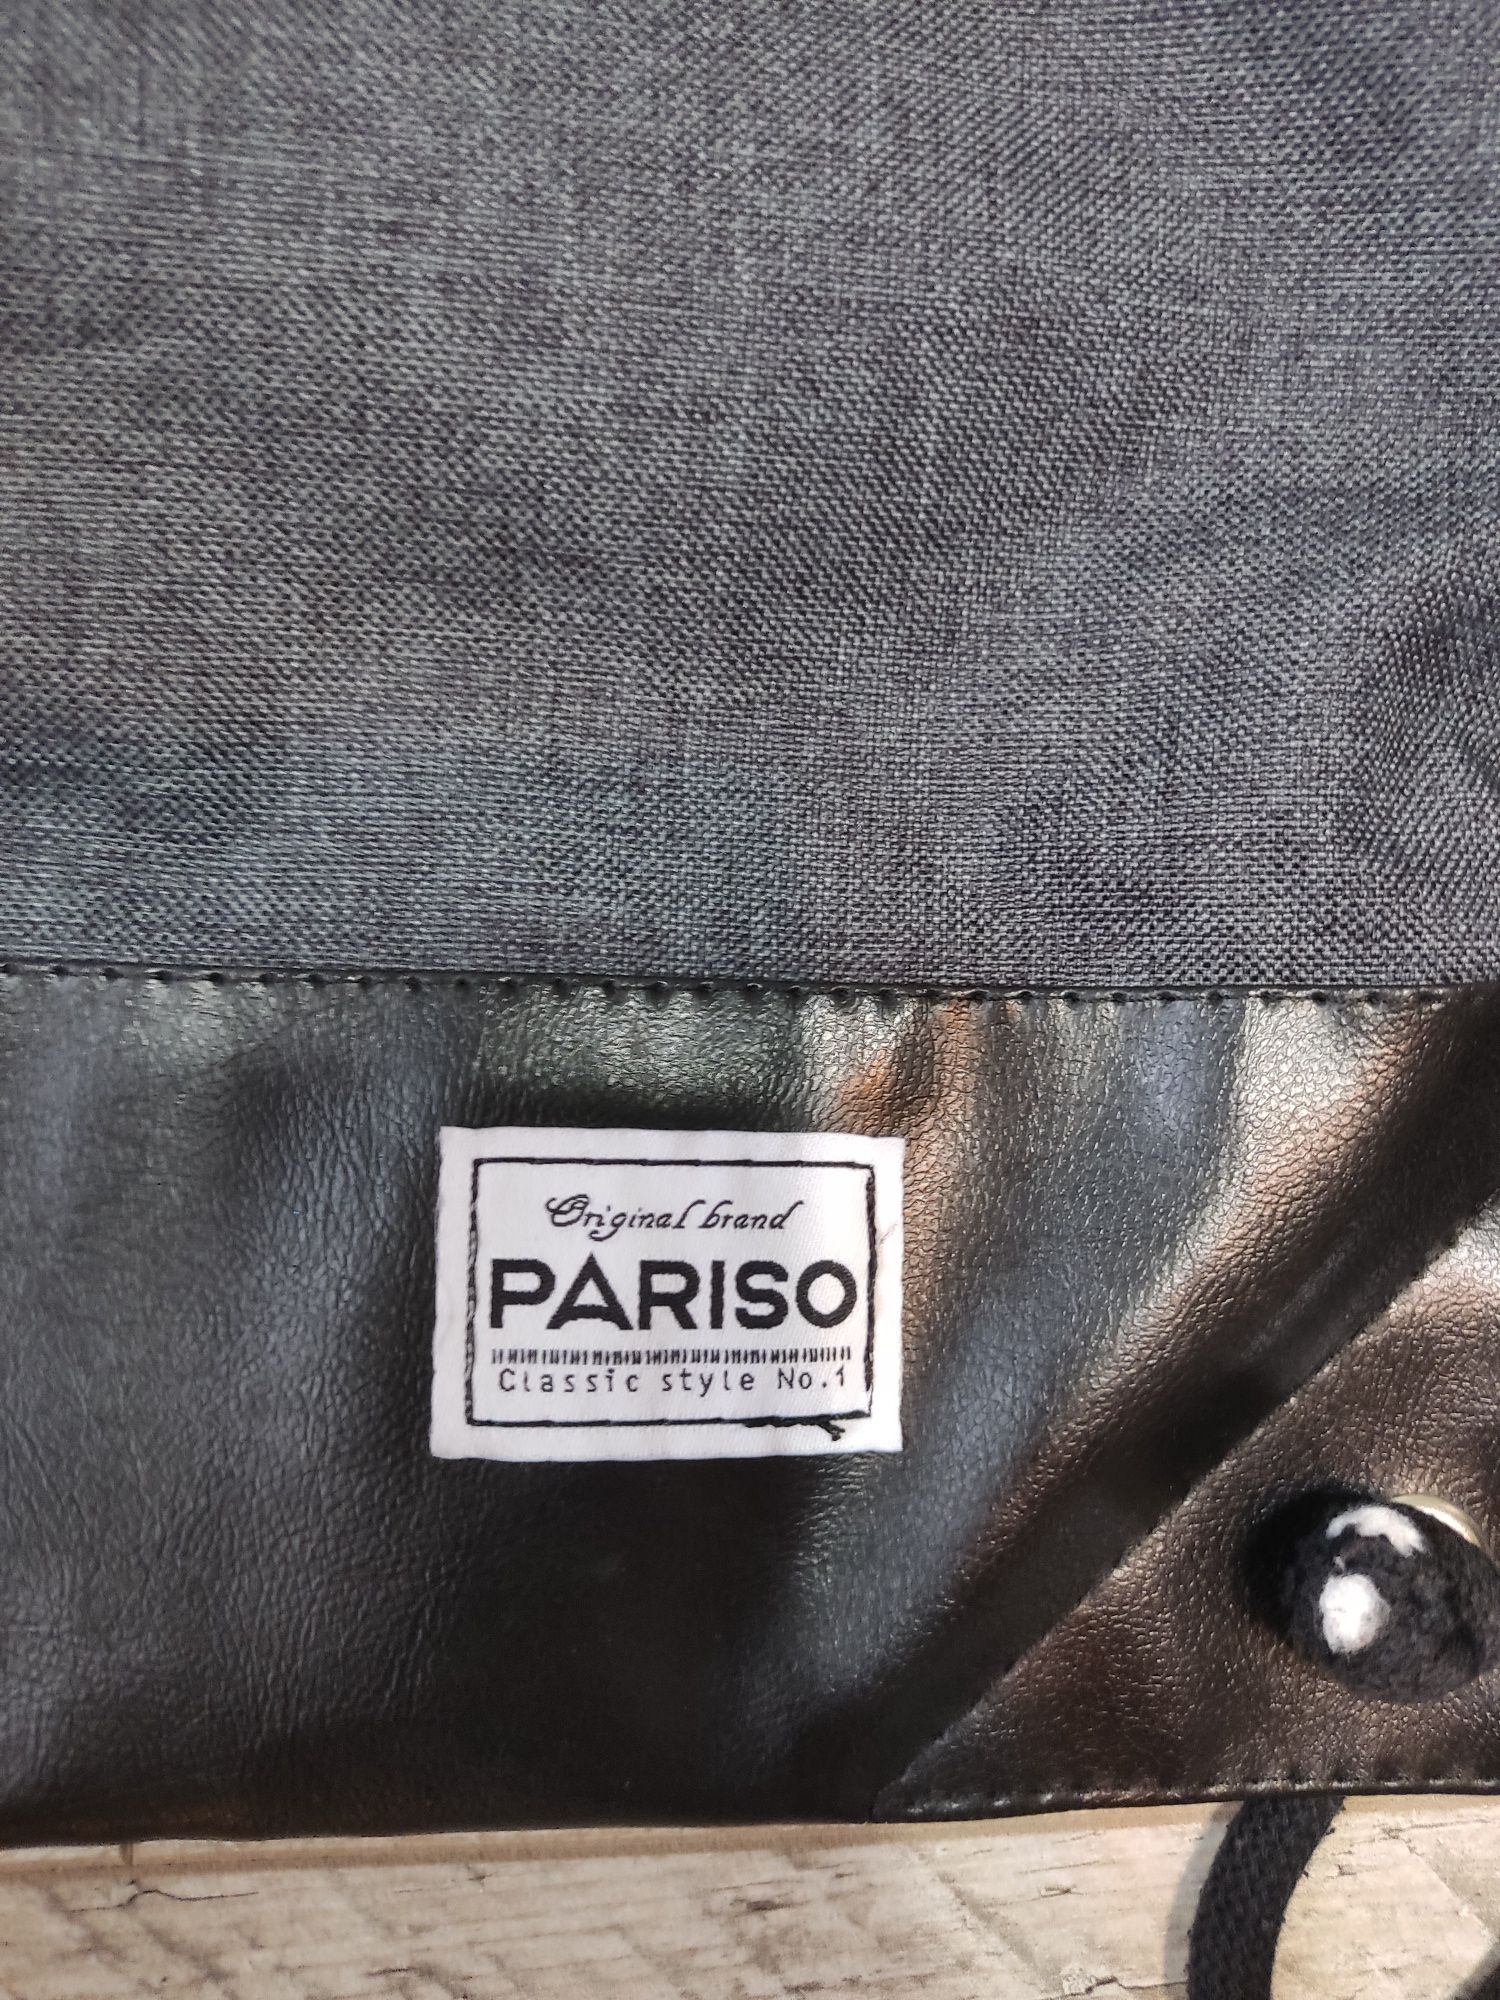 Original brand
PARISO
Classic style No.1